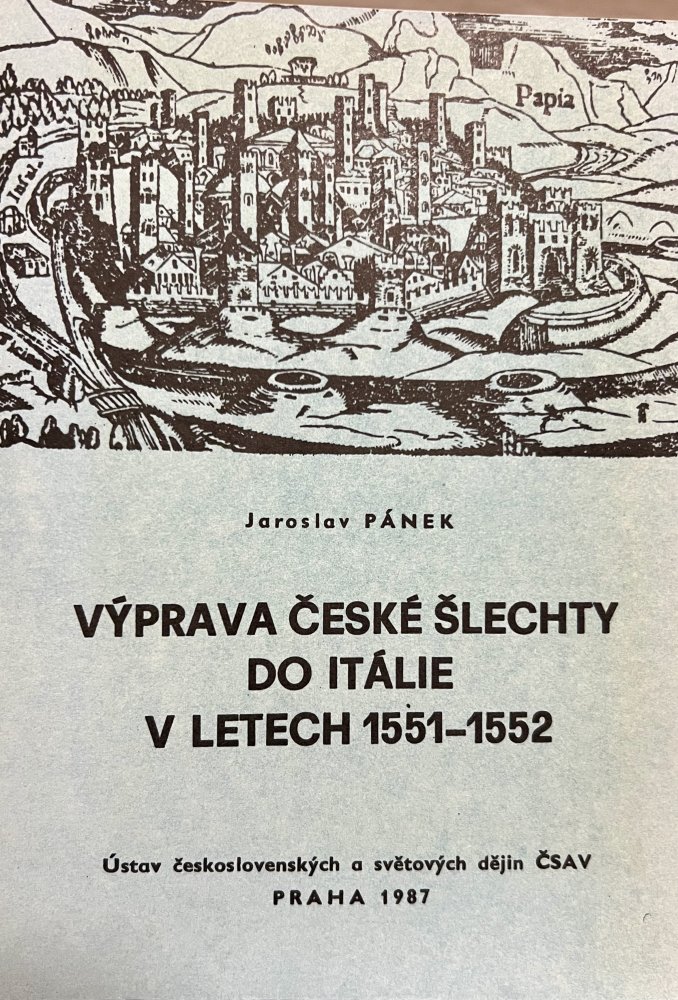 Papia
Jaroslav PÁNEK
VÝPRAVA ČESKÉ ŠLECHTY
DO ITÁLIE
V LETECH 1551–1552
Ústav československých a světových dějin ČSAV
PRAHA 1987